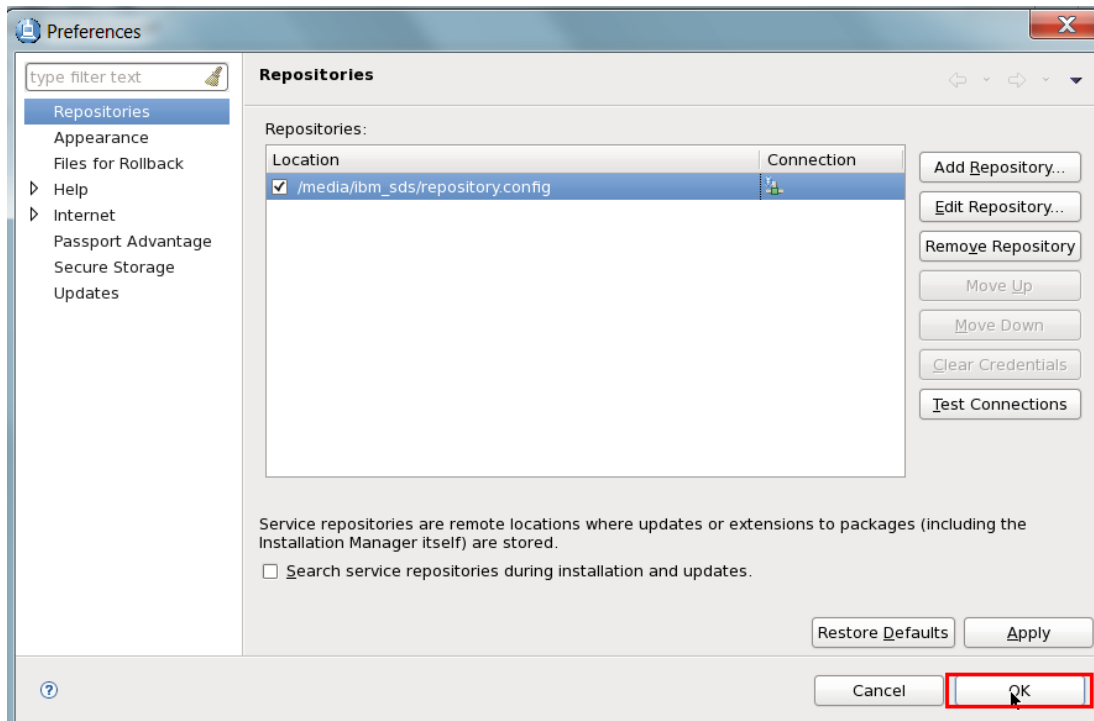 Preferences
type filter text
Repositories
Appearance
Files for Rollback
Help
Internet
Passport Advantage
Secure Storage
Updates
Repositories
Repositories:
Location Connection
/media/ibm_sds/repository.config
Add Repository...
Edit Repository...
Remove Repository
Move Up
Move Down
Clear Credentials
Test Connections
Service repositories are remote locations where updates or extensions to packages (including the
Installation Manager itself) are stored.
Search service repositories during installation and updates.
Restore Defaults Apply
Cancel OK